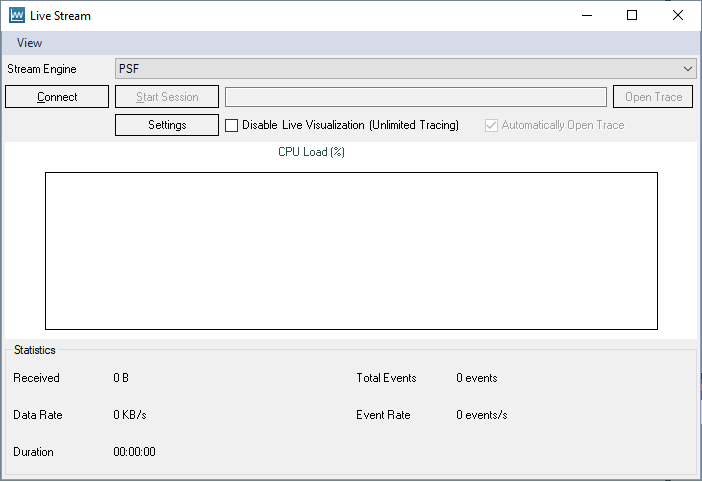 Live Stream
View
Stream Engine PSF
Connect Start Session Open Trace
Settings Disable Live Visualization (Unlimited Tracing) Automatically Open Trace
CPU Load (%)
Statistics
Received 0 B Total Events 0 events
Data Rate 0 KB/s Event Rate 0 events/s
Duration 00:00:00